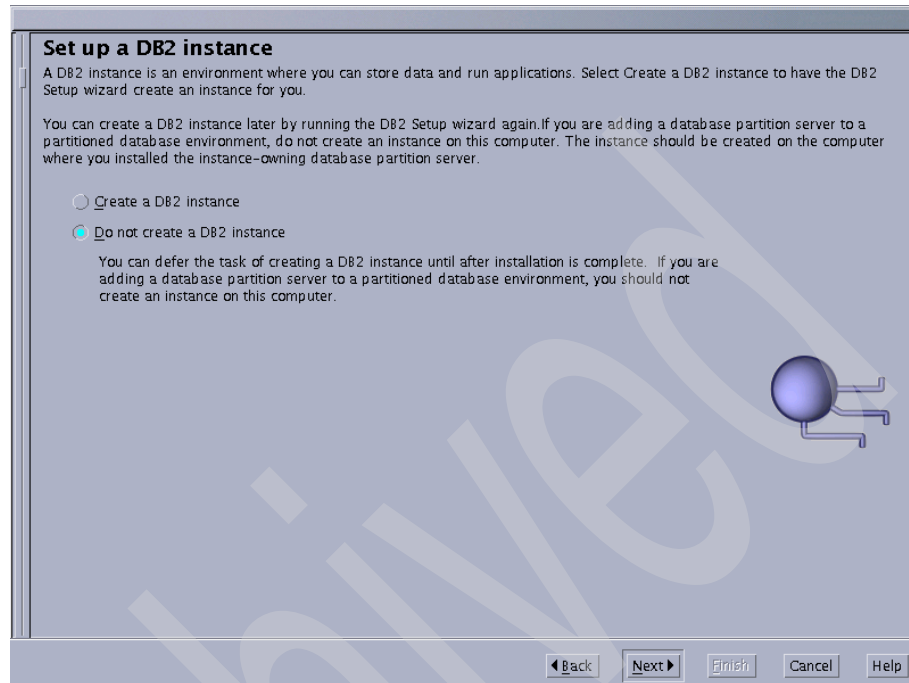 Set up a DB2 instance
A DB2 instance is an environment where you can store data and run applications. Select Create a DB2 instance to have the DB2
Setup wizard create an instance for you.
You can create a DB2 instance later by running the DB2 Setup wizard again.If you are adding a database partition server to a
partitioned database environment, do not create an instance on this computer. The instance should be created on the computer
where you installed the instance-owning database partition server.
Create a DB2 instance
Do not create a DB2 instance
You can defer the task of creating a DB2 instance until after installation is complete. If you are
adding a database partition server to a partitioned database environment, you should not
create an instance on this computer.
hived
Back Next Finish Cancel Help